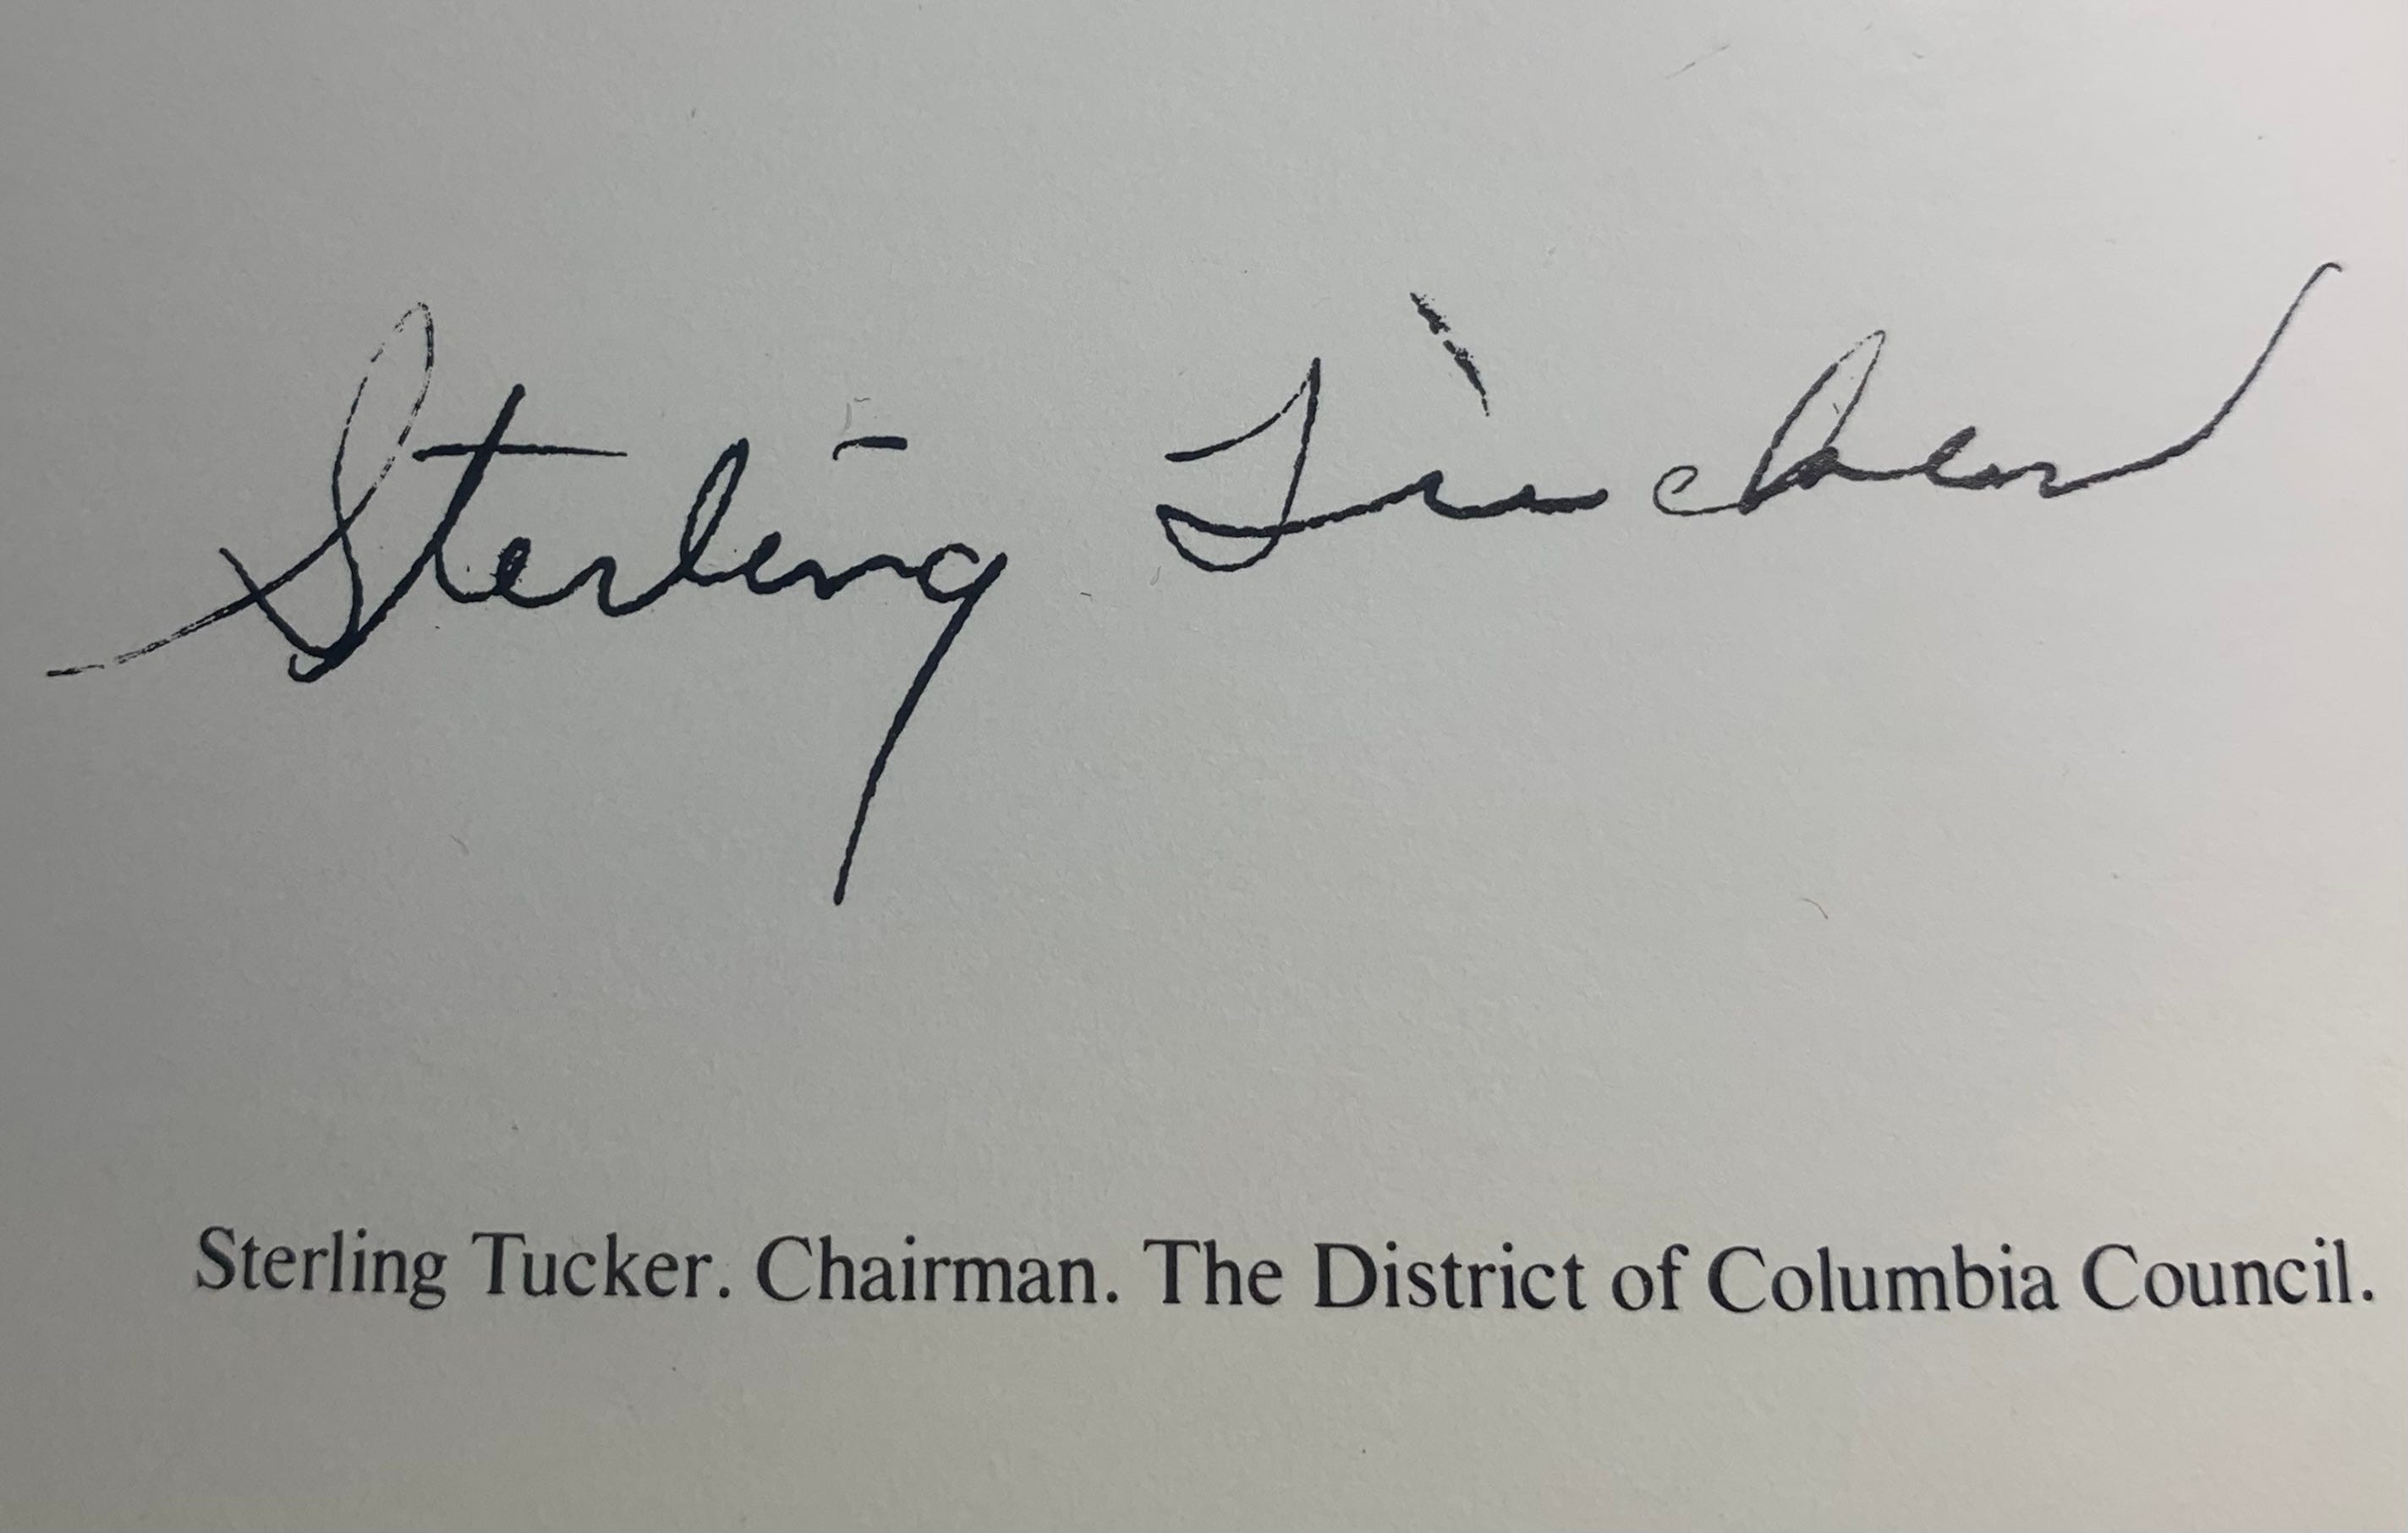 Sterling Tucker
Sterling Tucker. Chairman. The District of Columbia Council.